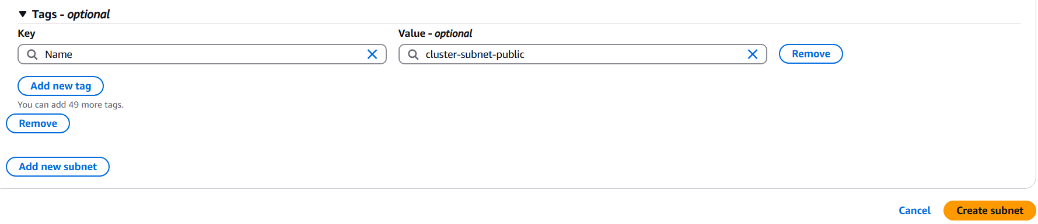 Tags - optional
Key Value - optional
Name cluster-subnet-public Remove
Add new tag
You can add 49 more tags.
Remove
Add new subnet
Cancel Create subnet